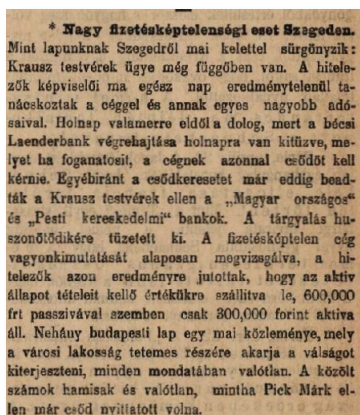 * Nagy fizetésképtelenségi eset Szegeden.
Mint lapunknak Szegedről mai kelettel sürgönyzik:
Krausz testvérek ügye még függőben van. A hitele-
zők képviselői ma egész nap eredménytelenül ta-
nácskoztak a céggel és annak egyes nagyobb adó-
saival. Holnap valamerre eldől a dolog, mert a bécsi
Laenderbank végrehajtása holnapra van kitüzve, me-
lyet ha foganatosit, a cégnek azonnal csődöt kell
kérnie. Egyébiránt a csődkeresetet már eddig bead-
ták a Krausz testvérek ellen a „Magyar országos"
és „Pesti kereskedelmi" bankok. A tárgyalás hu-
szonötödikére tüzetett ki. A fizetésképtelen cég
vagyonkimutatását alaposan megvizsgálva, a hi-
telezők azon eredményre jutottak, hogy az aktiv
állapot tételeit kellő értékükre szállitva le, 600,000
frt passzivával szemben csak 300,000 forint aktiva
áll. Nehány budapesti lap egy mai közleménye, mely
a városi lakosság tetemes részére akarja a válságot
kiterjeszteni, minden mondatában valótlan. A közölt
számok hamisak és valótlan, mintha Pick Márk el-
len már csőd nyittatott volna.